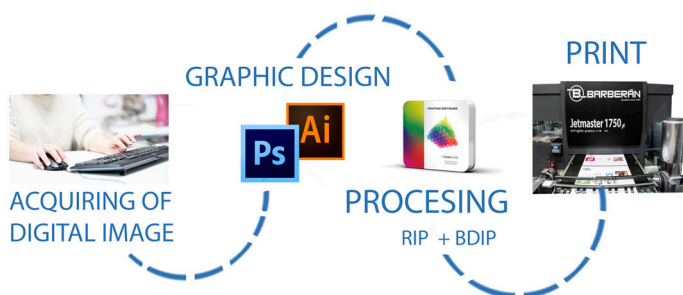 ACQUIRING OF
DIGITAL IMAGE
GRAPHIC DESIGN
Ps
Ai
PROCESING
RIP + BDIP
PRINT
BARBERÁN
Jetmaster 1750